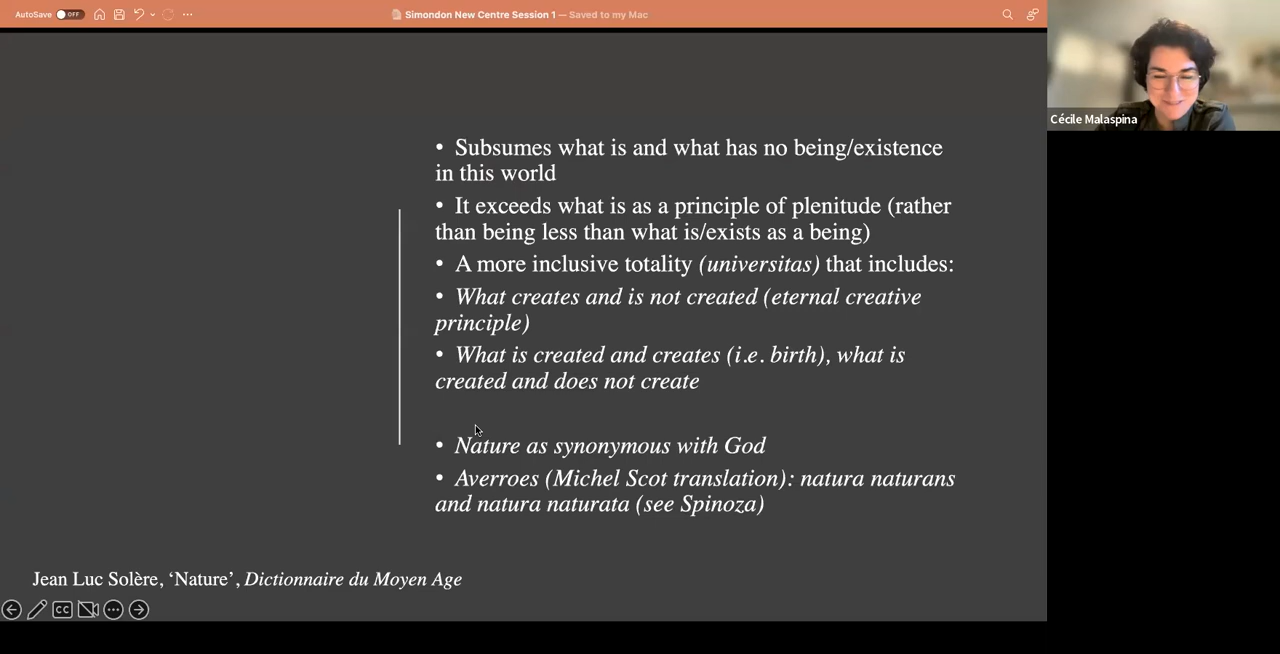 AutoSave OFF
Simondon New Centre Session 1 — Saved to my Mac
Cécile Malaspina
• Subsumes what is and what has no being/existence
in this world
• It exceeds what is as a principle of plenitude (rather
than being less than what is/exists as a being)
• A more inclusive totality (universitas) that includes:
• What creates and is not created (eternal creative
principle)
• What is created and creates (i.e. birth), what is
created and does not create
• Nature as synonymous with God
• Averroes (Michel Scot translation): natura naturans
and natura naturata (see Spinoza)
Jean Luc Solère, ‘Nature’, Dictionnaire du Moyen Age
CC